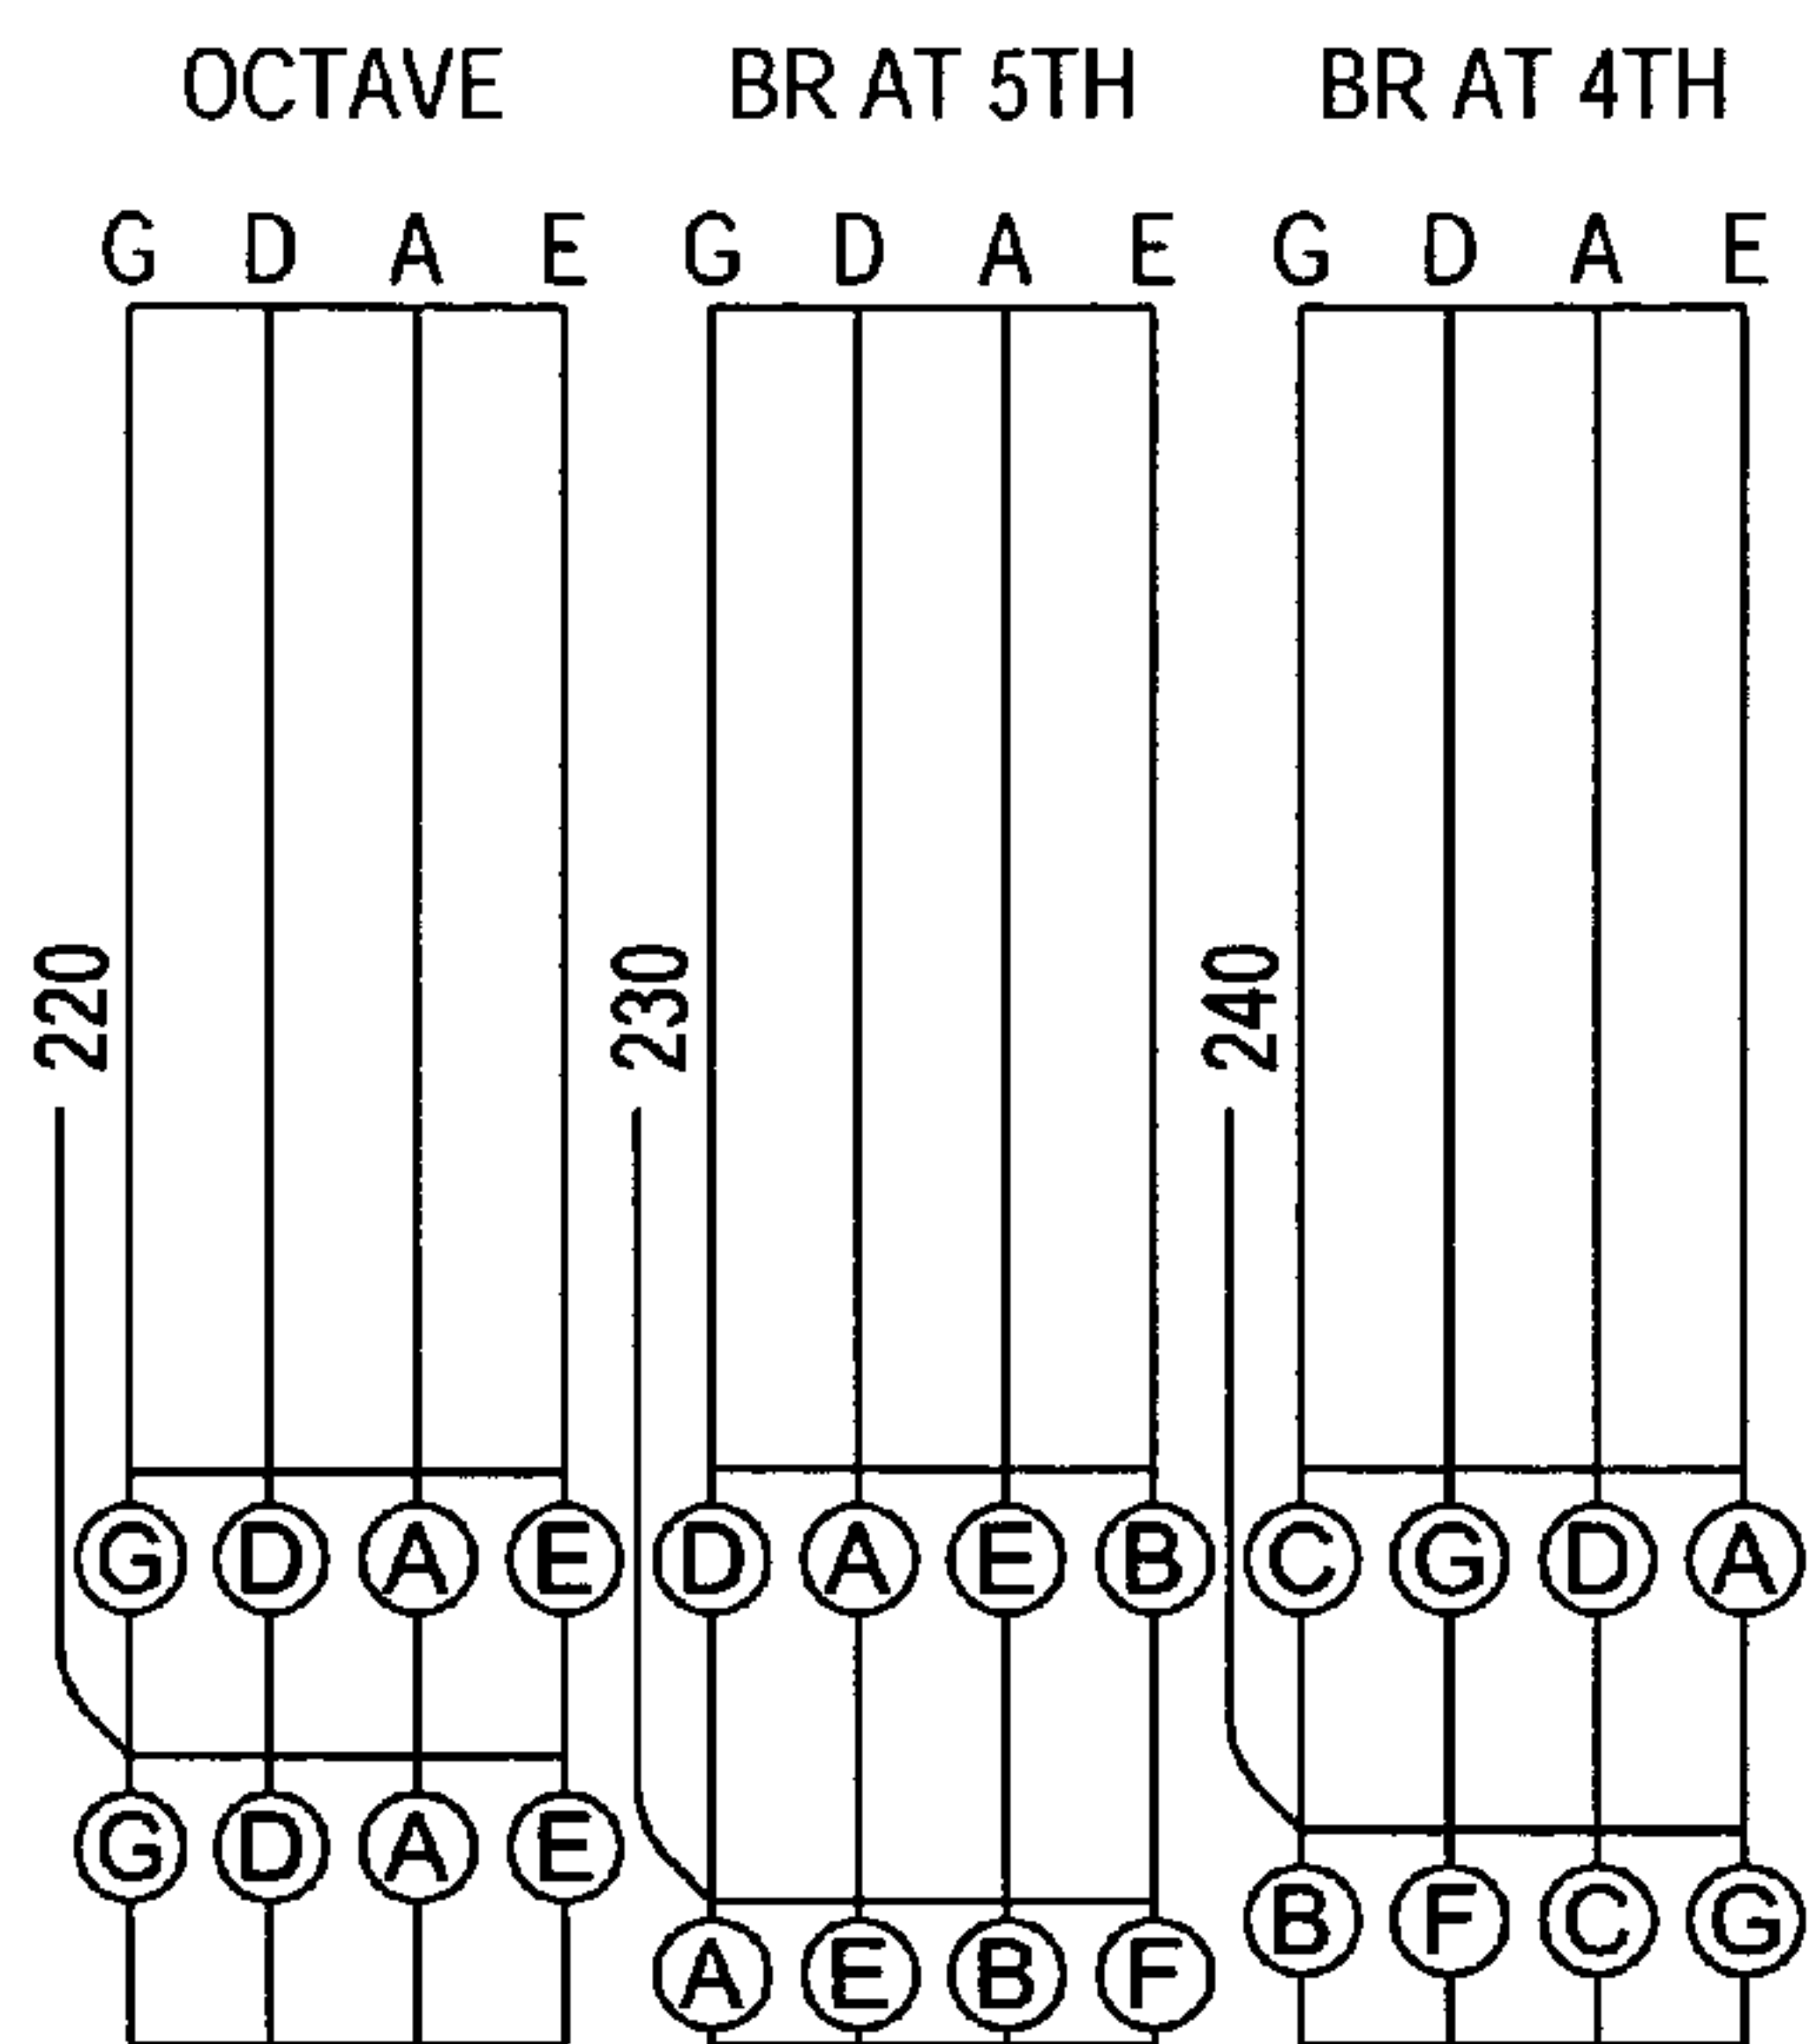 OCTAVE BR AT 5TH BR AT 4TH
G D A E G D A E G D A E
220 230 240
G D A E D A E B C G D A
G D A E A E B F B F C G